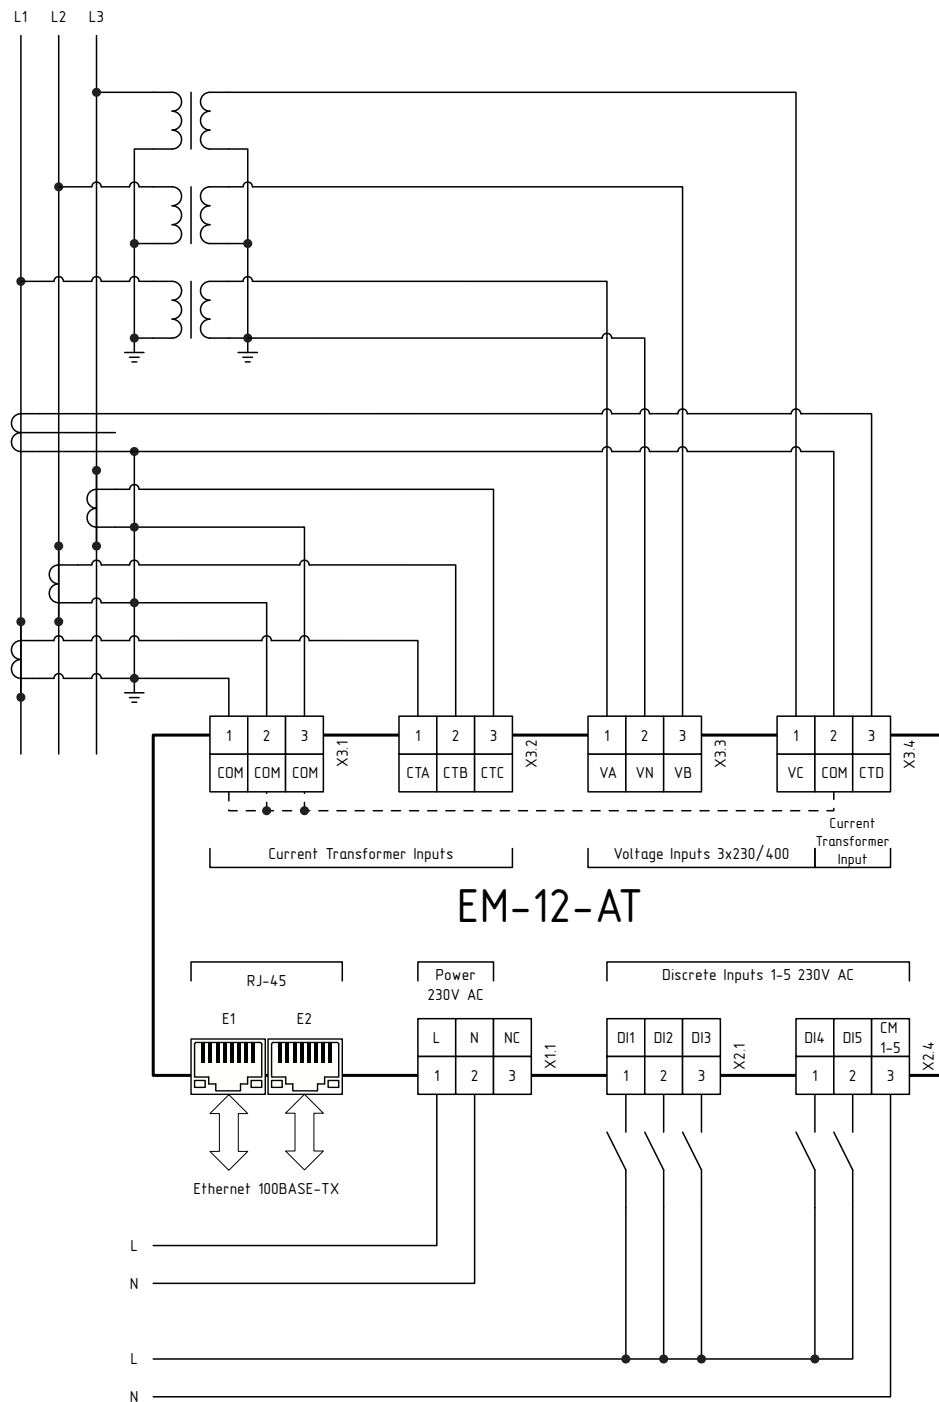 L1 L2 L3
1 2 3 X3.1 1 2 3 X3.2 1 2 3 X3.3 1 2 3 X3.4
COM COM COM CTA CTB CTC VA VN VB VC COM CTD
Current Transformer Inputs
Voltage Inputs 3x230/400
Current
Transformer
Input
EM-12-AT
RJ-45
Power
230V AC
Discrete Inputs 1-5 230V AC
E1 E2
L N NC X1.1 DI1 DI2 DI3 X2.1 DI4 DI5 CM
1-5 X2.4
1 2 3 1 2 3 1 2 3
Ethernet 100BASE-TX
L
N
L
N